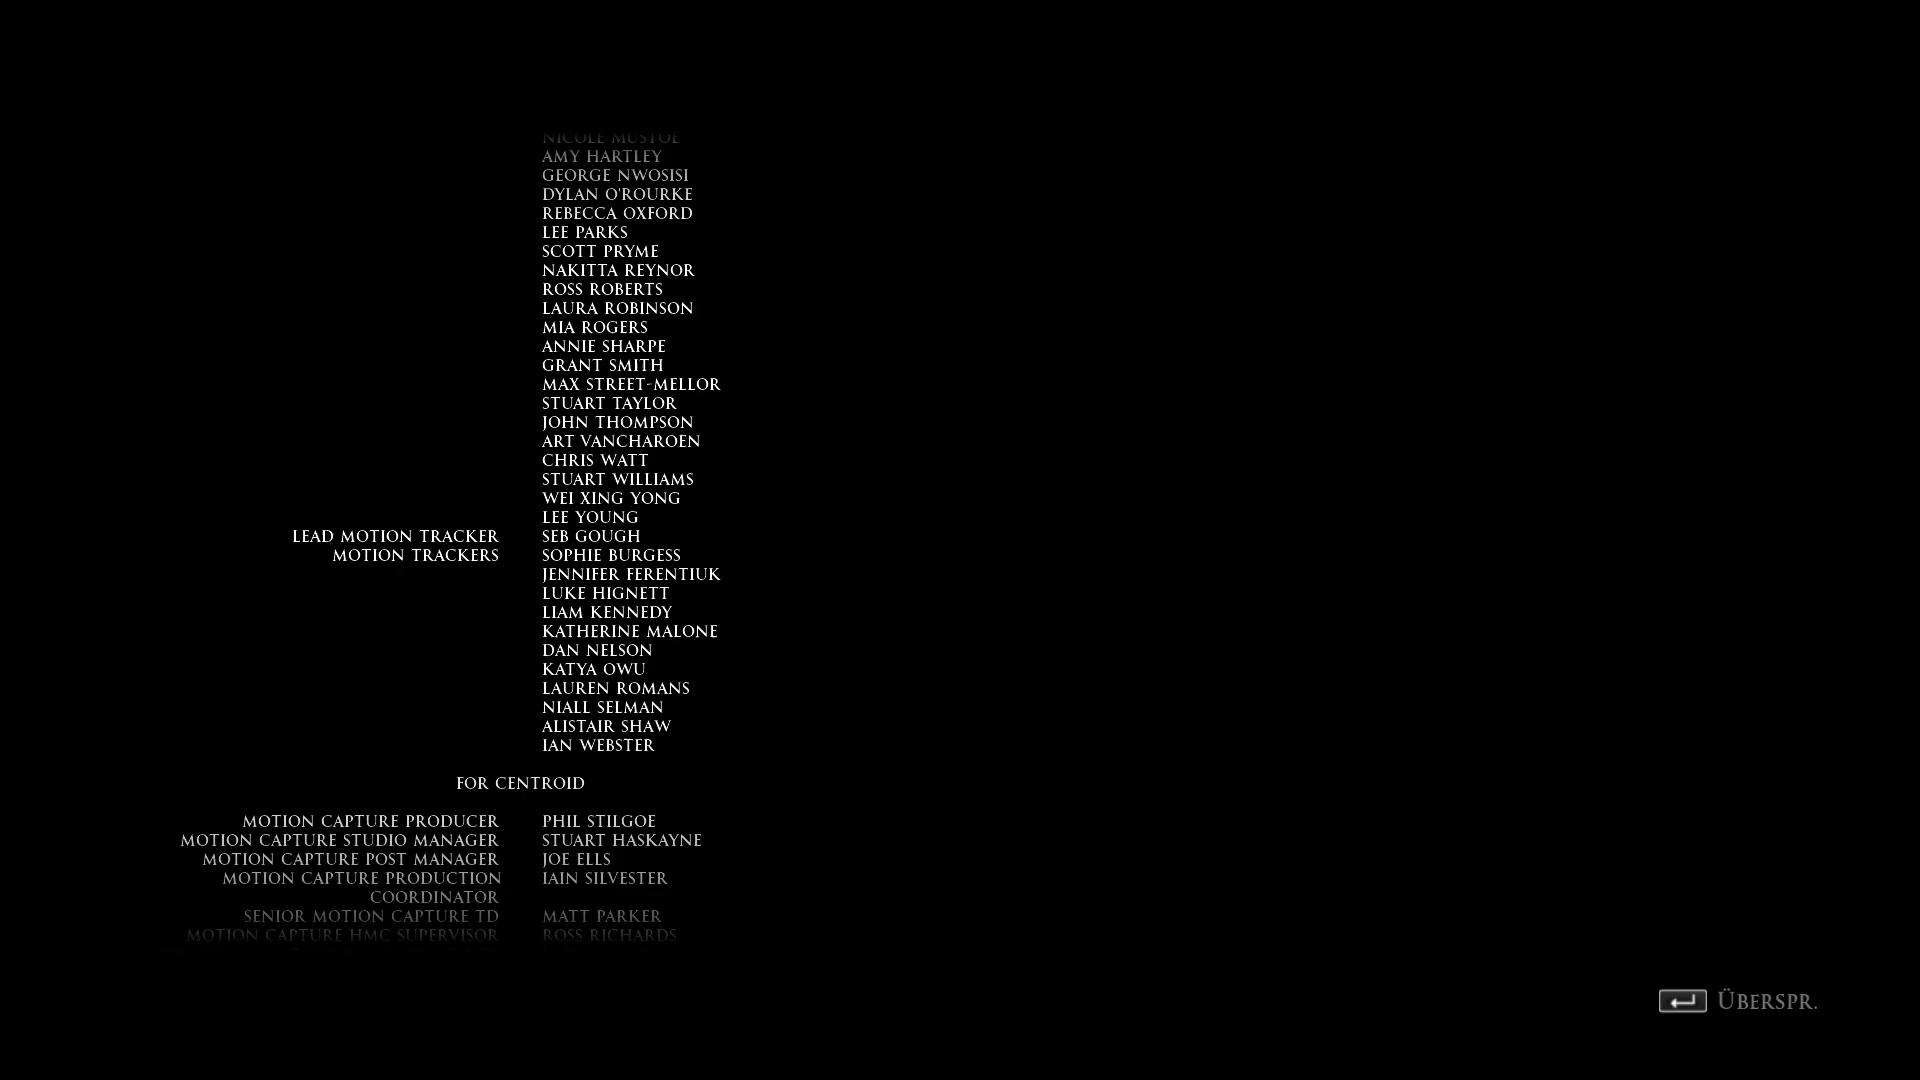 NICOLE MUSTOE
AMY HARTLEY
GEORGE NWOSISI
DYLAN O'ROURKE
REBECCA OXFORD
LEE PARKS
SCOTT PRYME
NAKITTA REYNOR
ROSS ROBERTS
LAURA ROBINSON
MIA ROGERS
ANNIE SHARPE
GRANT SMITH
MAX STREET-MELLOR
STUART TAYLOR
JOHN THOMPSON
ART VANCHAROEN
CHRIS WATT
STUART WILLIAMS
WEI XING YONG
LEE YOUNG
LEAD MOTION TRACKER SEB GOUGH
MOTION TRACKERS SOPHIE BURGESS
JENNIFER FERENTIUK
LUKE HIGNETT
LIAM KENNEDY
KATHERINE MALONE
DAN NELSON
KATYA OWU
LAUREN ROMANS
NIALL SELMAN
ALISTAIR SHAW
IAN WEBSTER
FOR CENTROID
MOTION CAPTURE PRODUCER PHIL STILGOE
MOTION CAPTURE STUDIO MANAGER STUART HASKAYNE
MOTION CAPTURE POST MANAGER JOE ELLS
MOTION CAPTURE PRODUCTION IAIN SILVESTER
COORDINATOR
SENIOR MOTION CAPTURE TD MATT PARKER
MOTION CAPTURE HMC SUPERVISOR ROSS RICHARDS
ÜBERSPR.